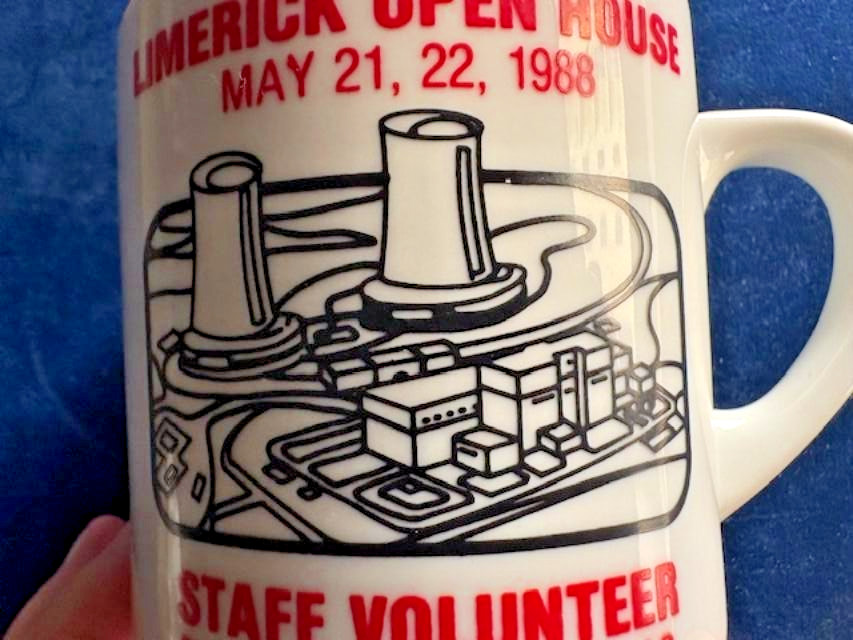 LIMERICK OPEN HOUSE
MAY 21, 22, 1988
STAFF VOLUNTEER